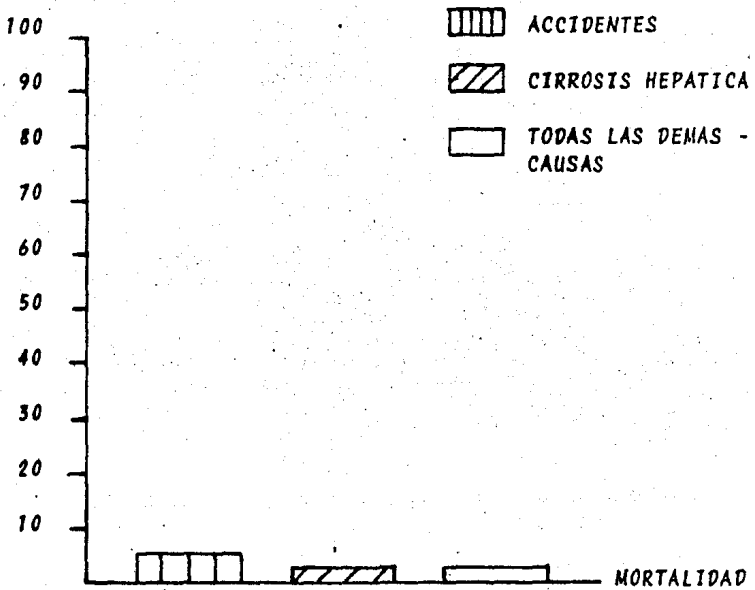 100
90
80
70
60
50
40
30
20
10
ACCIDENTES
CIRROSIS HEPATICA
TODAS LAS DEMAS -
CAUSAS
MORTALIDAD